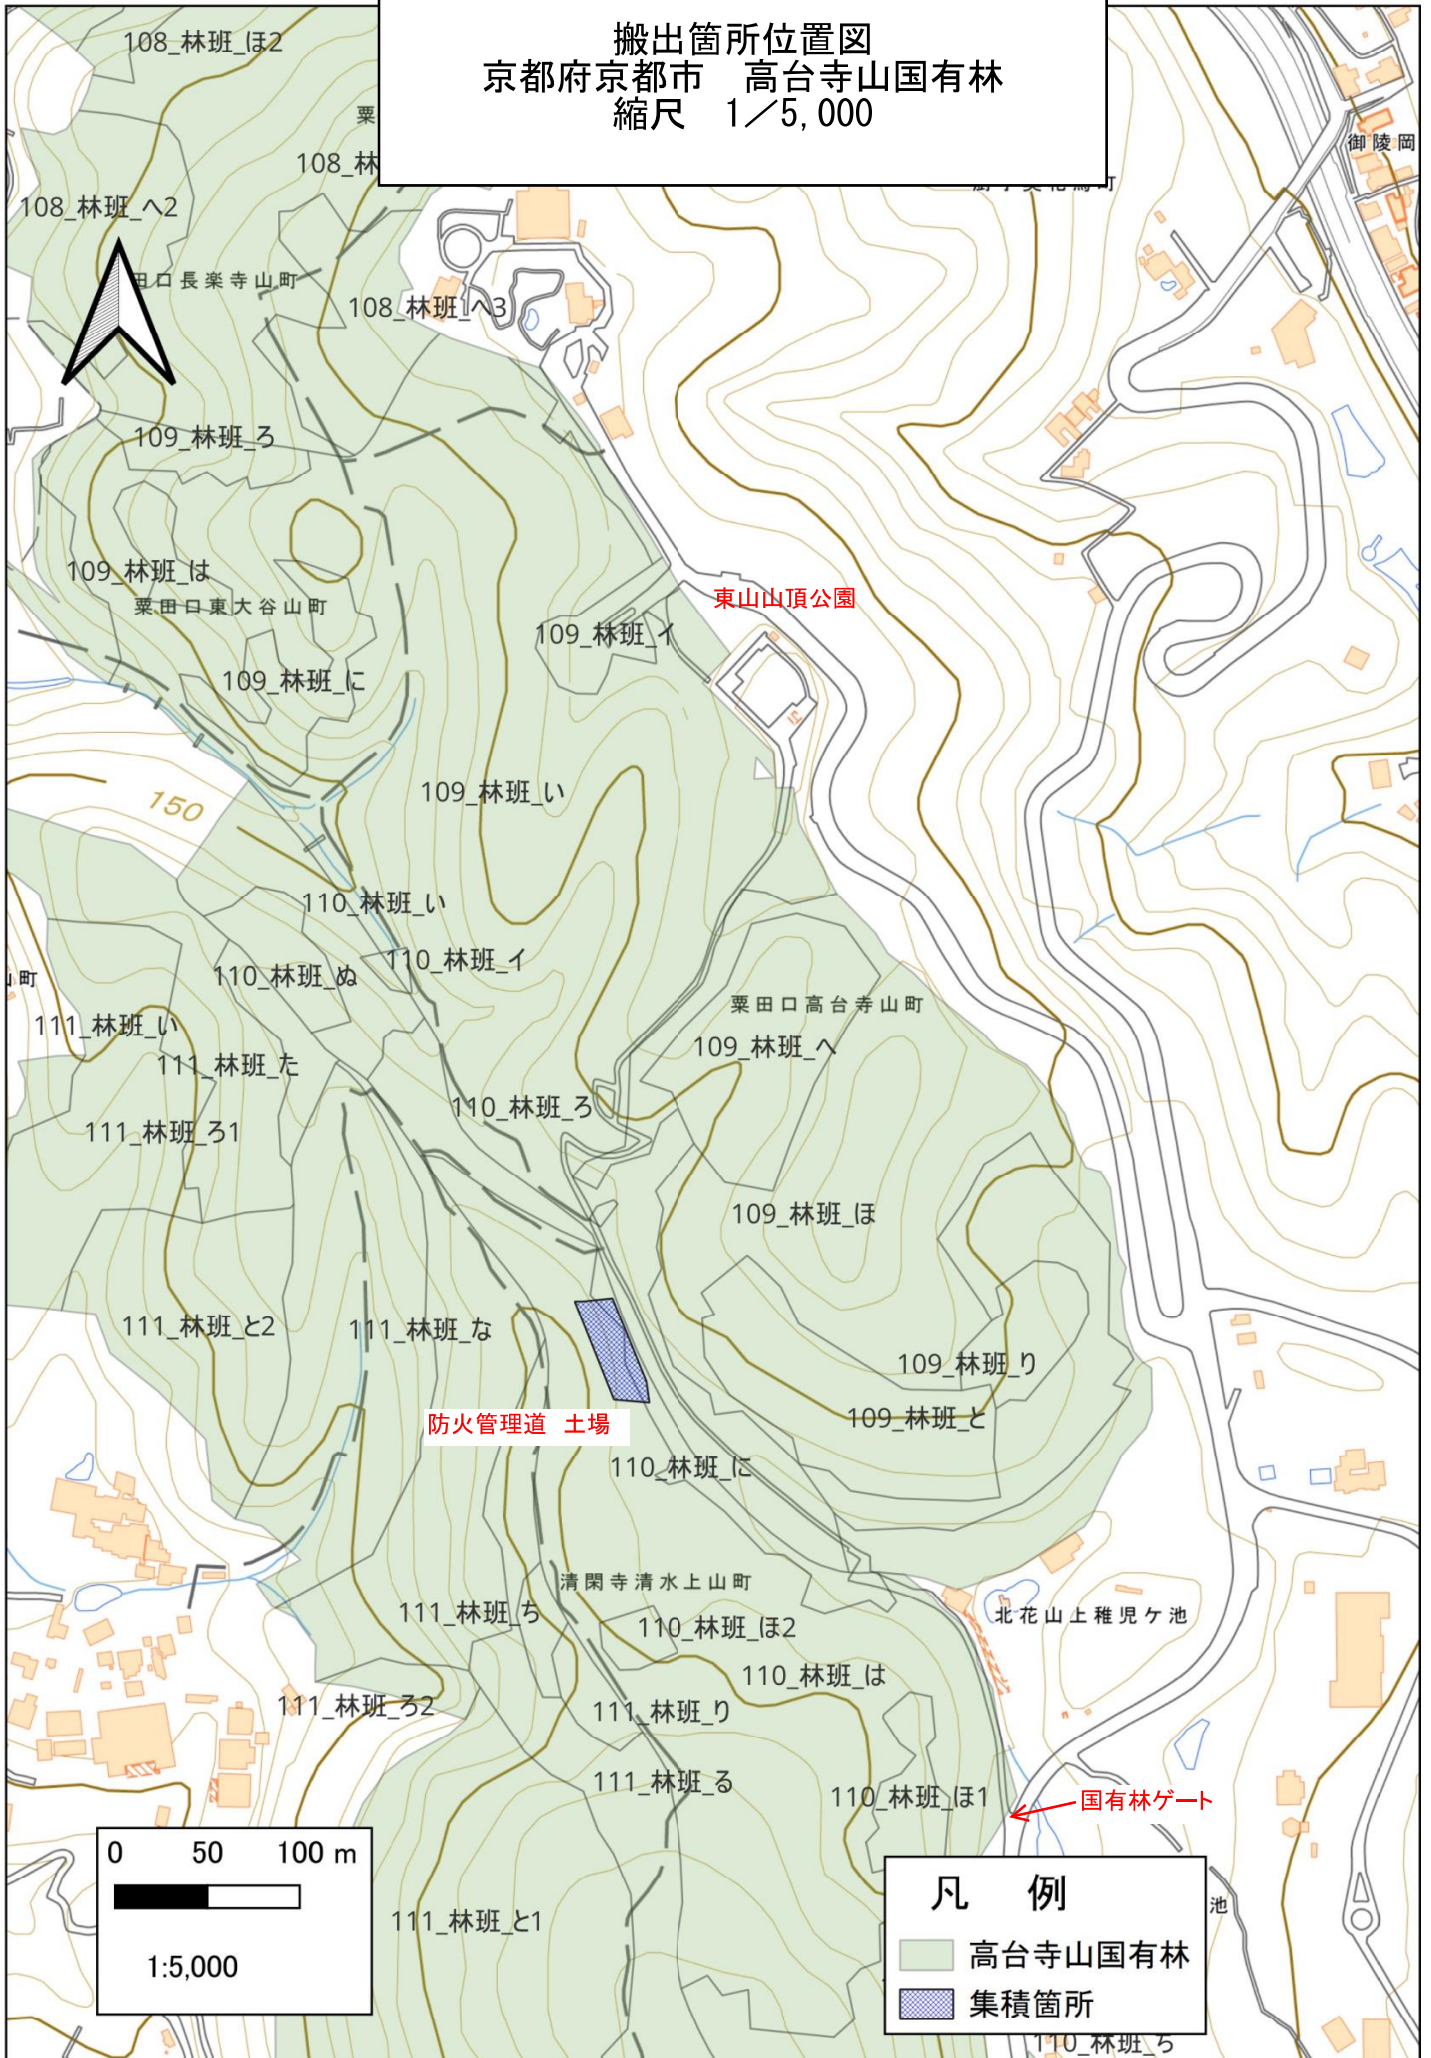 搬出箇所位置図
京都府京都市　高台寺山国有林
縮尺　1／5,000
108_林班_ほ2
粟
108_林
御陵岡
108_林班_へ2
田口長楽寺山町
108_林班_へ3
109_林班_ろ
109_林班_は
粟田口東大谷山町
東山山頂公園
109_林班_イ
109_林班_に
109_林班_い
150
110_林班_い
110_林班_イ
110_林班_ぬ
山町
粟田口高台寺山町
111_林班_い
109_林班_へ
111_林班_た
110_林班_ろ
111_林班_ろ1
109_林班_ほ
111_林班_と2
111_林班_な
109_林班_り
109_林班_と
防火管理道　土場
110_林班_に
清閑寺清水上山町
111_林班_ち
北花山上稚児ケ池
110_林班_ほ2
110_林班_は
111_林班_ろ2
111_林班_り
111_林班_る
110_林班_ほ1
国有林ゲート
0 50 100 m
1:5,000
111_林班_と1
凡　例
池
高台寺山国有林
集積箇所
110_林班_ち